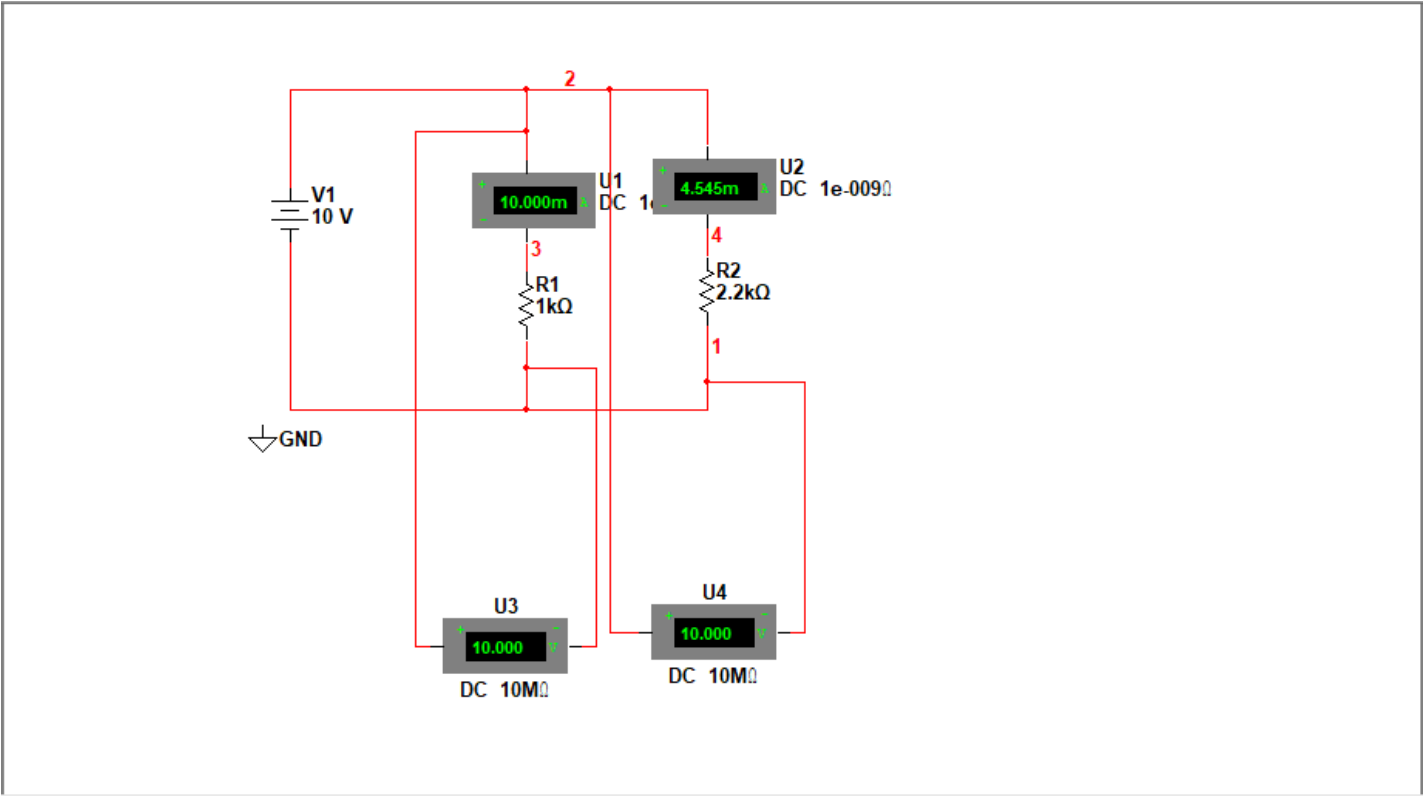 2
V1
10 V
U1
DC 1e
10.000m A
U2
DC 1e-009Ω
4.545m A
3
R1
1kΩ
4
R2
2.2kΩ
1
GND
U3
10.000 V
DC 10MΩ
U4
10.000 V
DC 10MΩ